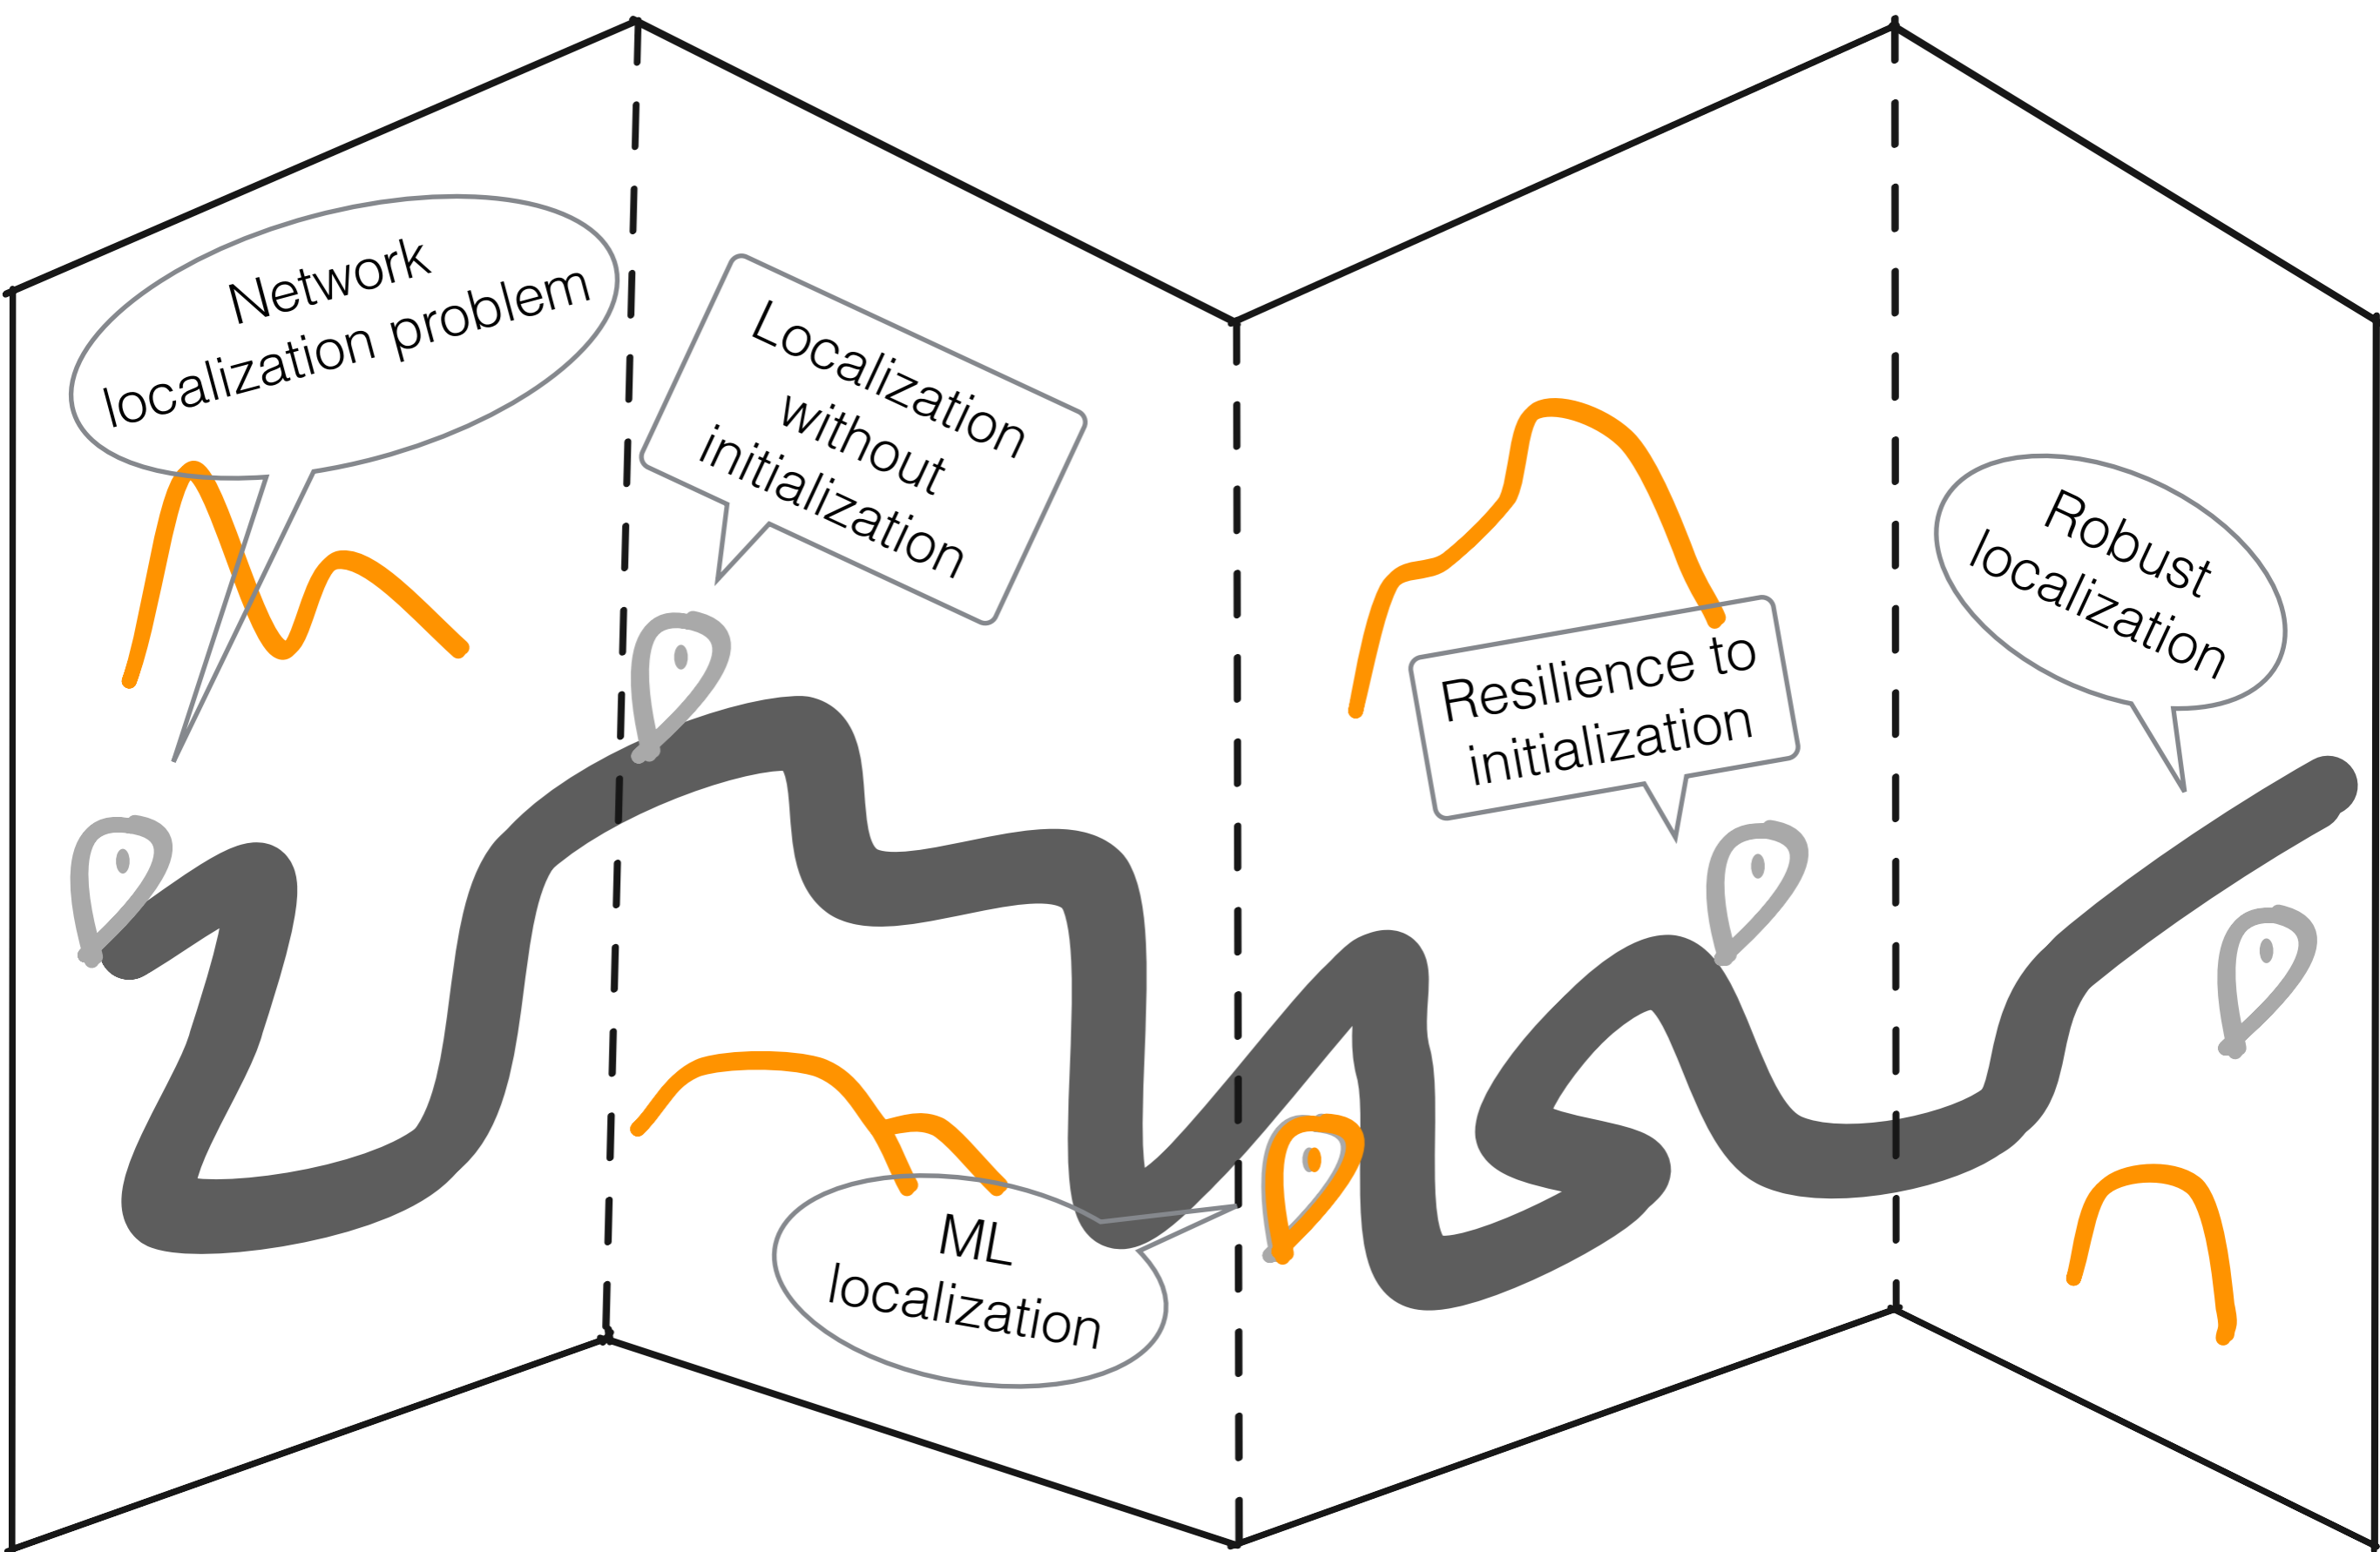 Network
localization problem
Localization
without
initialization
ML
localization
Resilience to
initialization
Robust
localization